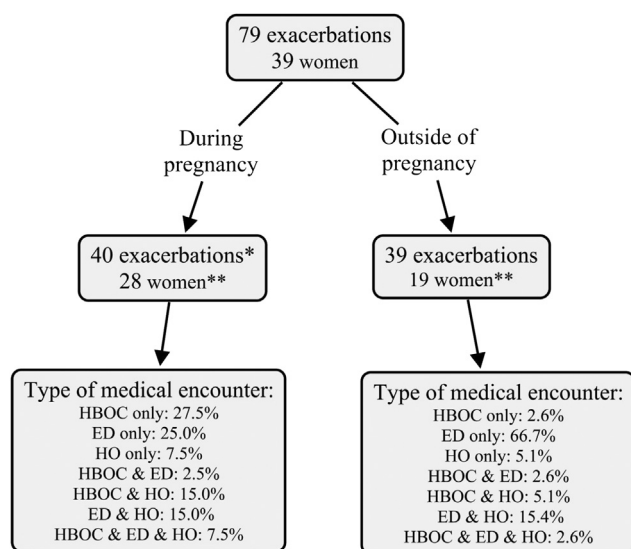 79 exacerbations
39 women
During
pregnancy
Outside of
pregnancy
40 exacerbations*
28 women**
39 exacerbations
19 women**
Type of medical encounter:
HBOC only: 27.5%
ED only: 25.0%
HO only: 7.5%
HBOC & ED: 2.5%
HBOC & HO: 15.0%
ED & HO: 15.0%
HBOC & ED & HO: 7.5%
Type of medical encounter:
HBOC only: 2.6%
ED only: 66.7%
HO only: 5.1%
HBOC & ED: 2.6%
HBOC & HO: 5.1%
ED & HO: 15.4%
HBOC & ED & HO: 2.6%